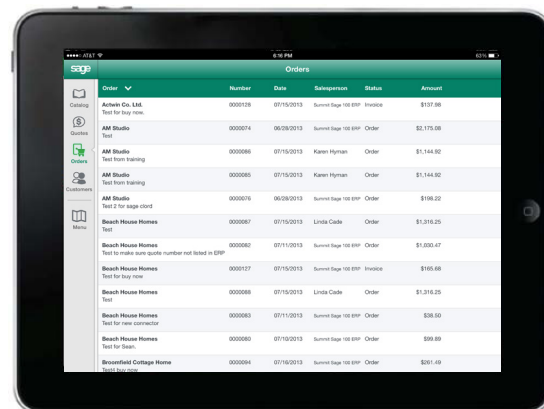 AT&T 6:16 PM 63%
sage Orders
Order Number Date Salesperson Status Amount
Actwin Co. Ltd. 0000128 07/15/2013 Summit Sage 100 ERP Invoice $137.98
Test for buy now.
AM Studio 0000074 06/28/2013 Summit Sage 100 ERP Order $2,175.08
Test
AM Studio 0000086 07/15/2013 Karen Hyman Order $1,144.92
Test from training
AM Studio 0000085 07/15/2013 Karen Hyman Order $1,144.92
Test from training
AM Studio 0000076 06/28/2013 Summit Sage 100 ERP Order $198.22
Test 2 for sage clord
Beach House Homes 0000087 07/15/2013 Linda Cade Order $1,316.25
Test
Beach House Homes 0000082 07/11/2013 Summit Sage 100 ERP Order $1,030.47
Test to make sure quote number not listed in ERP
Beach House Homes 0000127 07/15/2013 Summit Sage 100 ERP Invoice $165.68
Test for buy now
Beach House Homes 0000088 07/15/2013 Linda Cade Order $1,316.25
Test
Beach House Homes 0000083 07/11/2013 Summit Sage 100 ERP Order $38.50
Test for new connector
Beach House Homes 0000080 07/10/2013 Summit Sage 100 ERP Order $99.89
Test for Sean.
Broomfield Cottage Home 0000094 07/16/2013 Summit Sage 100 ERP Order $261.49
Test4 buy now
Catalog
Quotes
Orders
Customers
Menu